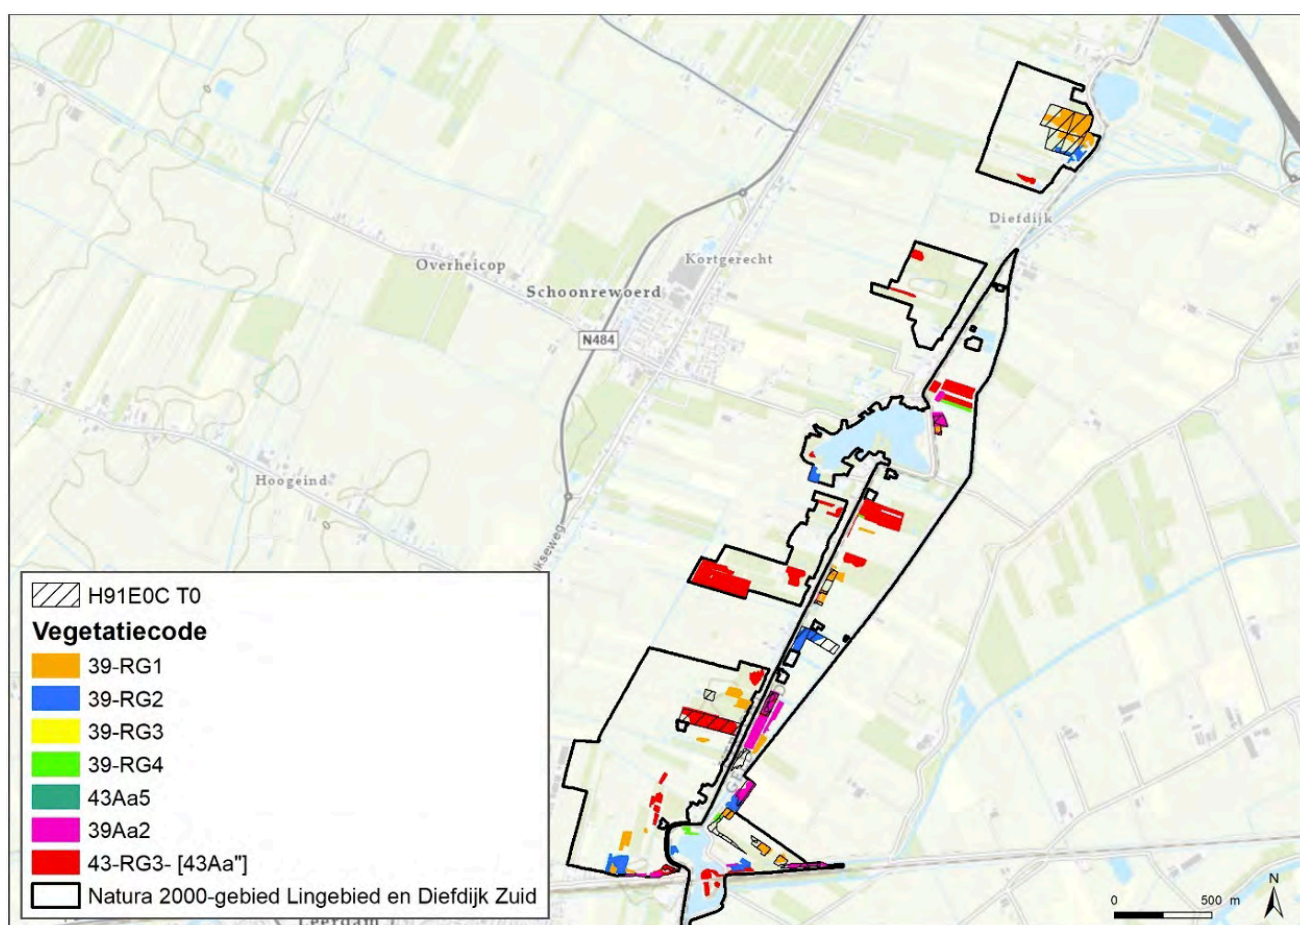 Diefdijk
Overheicop
Kortgerecht
Schoonrewoerd
N484
Hoogeind
H91E0C T0
Vegetatiecode
39-RG1
39-RG2
39-RG3
39-RG4
43Aa5
39Aa2
43-RG3- [43Aa"]
Natura 2000-gebied Lingebied en Diefdijk Zuid
Leerdam
0 500 m
N